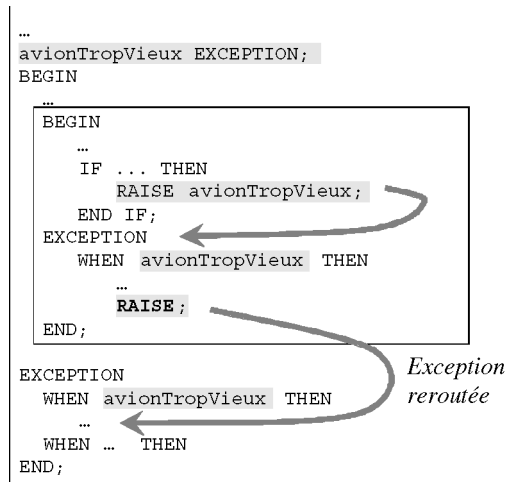 …
avionTropVieux EXCEPTION;
BEGIN
…
BEGIN
…
IF ... THEN
RAISE avionTropVieux;
END IF;
EXCEPTION
WHEN avionTropVieux THEN
…
RAISE;
END;
EXCEPTION
WHEN avionTropVieux THEN
…
WHEN … THEN
END;
Exception
reroutée